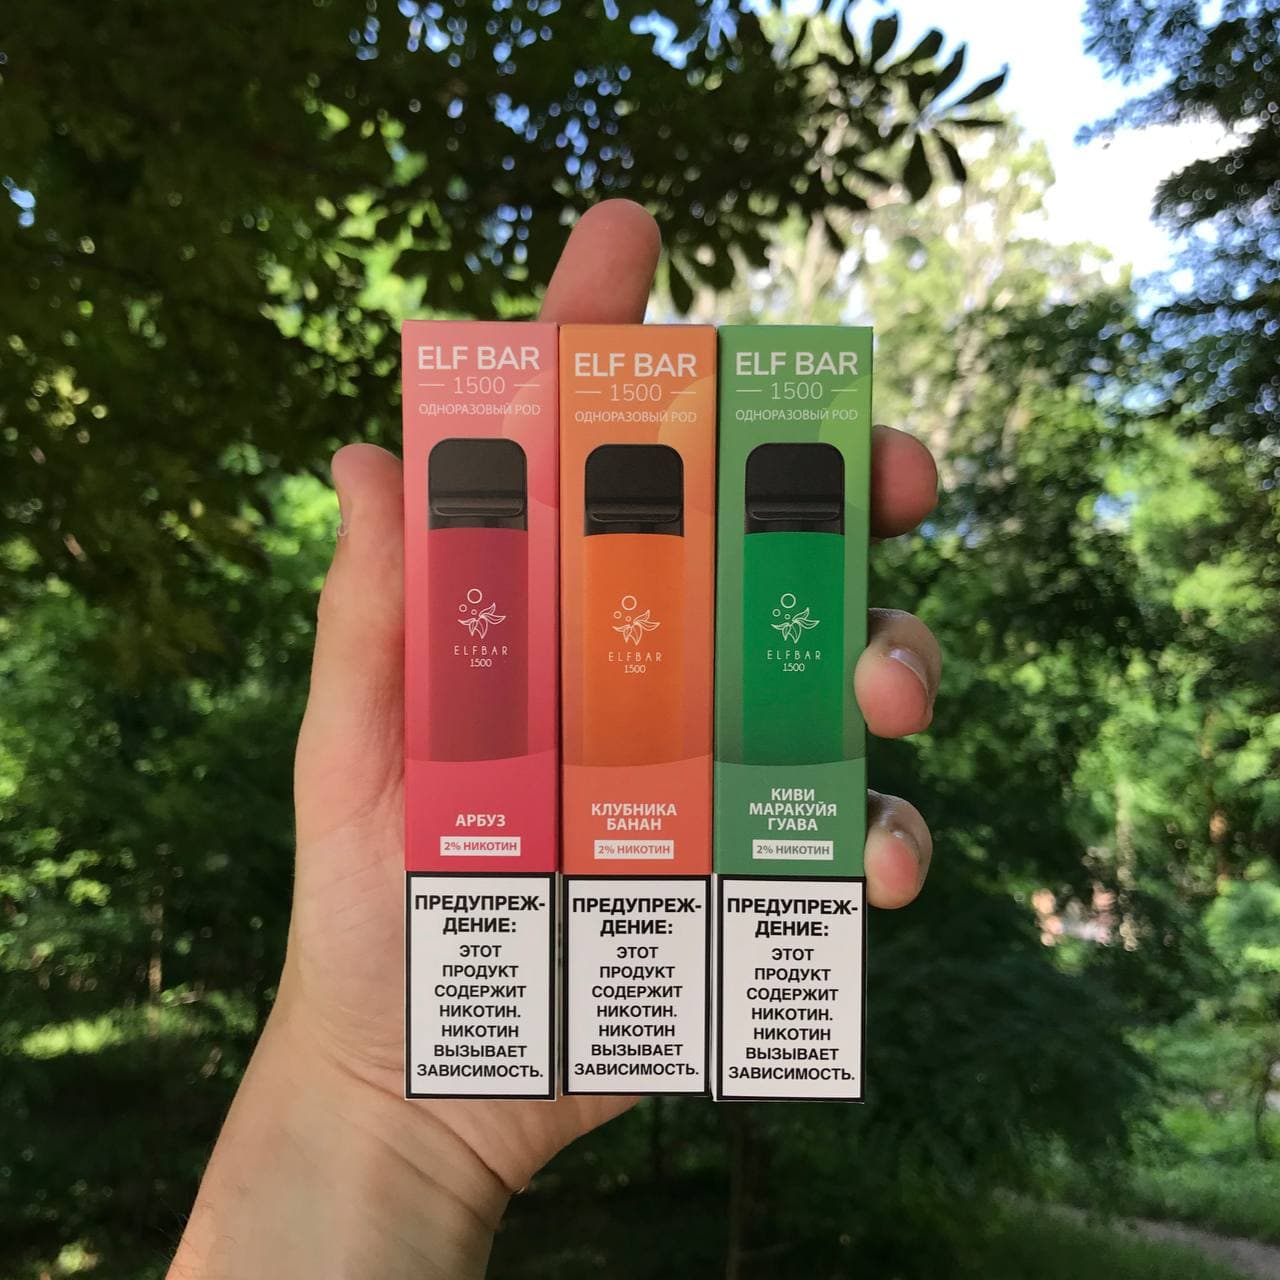 ELF BAR
1500
ОДНОРАЗОВЫЙ POD
ELFBAR
1500
АРБУЗ
2% НИКОТИН
ПРЕДУПРЕЖ-
ДЕНИЕ:
ЭТОТ
ПРОДУКТ
СОДЕРЖИТ
НИКОТИН.
НИКОТИН
ВЫЗЫВАЕТ
ЗАВИСИМОСТЬ.
ELF BAR
1500
ОДНОРАЗОВЫЙ POD
ELFBAR
1500
КЛУБНИКА
БАНАН
2% НИКОТИН
ПРЕДУПРЕЖ-
ДЕНИЕ:
ЭТОТ
ПРОДУКТ
СОДЕРЖИТ
НИКОТИН.
НИКОТИН
ВЫЗЫВАЕТ
ЗАВИСИМОСТЬ.
ELF BAR
1500
ОДНОРАЗОВЫЙ POD
ELFBAR
1500
КИВИ
МАРАКУЙЯ
ГУАВА
2% НИКОТИН
ПРЕДУПРЕЖ-
ДЕНИЕ:
ЭТОТ
ПРОДУКТ
СОДЕРЖИТ
НИКОТИН.
НИКОТИН
ВЫЗЫВАЕТ
ЗАВИСИМОСТЬ.